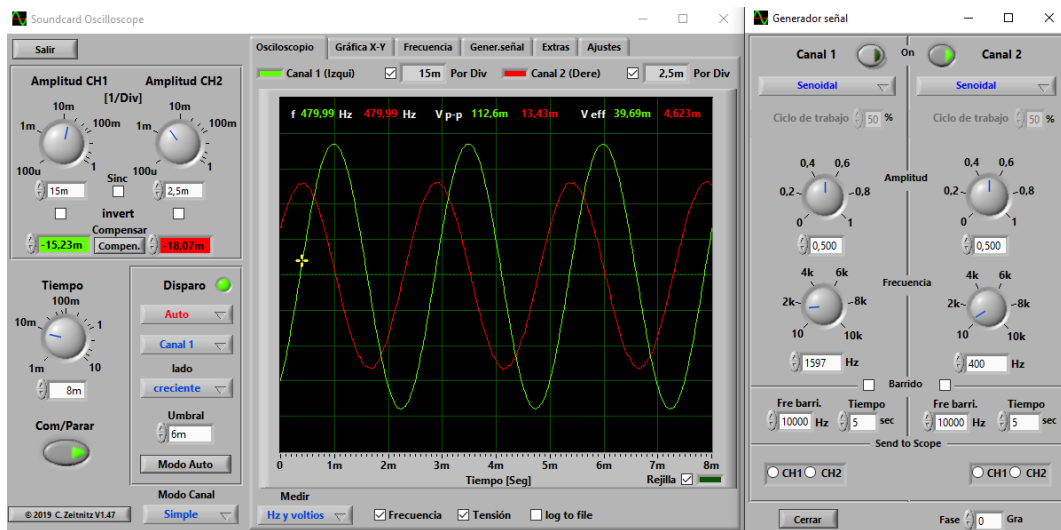 Soundcard Oscilloscope
Salir
Amplitud CH1 Amplitud CH2
[1/Div]
10m 10m
1m 100m 1m 100m
100u 1 100u 1
Sinc
15m 2,5m
invert
Compensar
-15,23m Compen. -18,07m
Tiempo
100m
10m 1
1m 10
8m
Com/Parar
Disparo
Auto
Canal 1
lado
creciente
Umbral
6m
Modo Auto
Modo Canal
Simple
© 2019 C. Zeitnitz V1.47
Osciloscopio Gráfica X-Y Frecuencia Gener.señal Extras Ajustes
Canal 1 (Izqui) 15m Por Div Canal 2 (Dere) 2,5m Por Div
f 479,99 Hz 479,99 Hz V p-p 112,6m 13,43m V eff 39,69m 4,623m
0 1m 2m 3m 4m 5m 6m 7m 8m
Tiempo [Seg] Rejilla
Medir
Hz y voltios Frecuencia Tensión log to file
Generador señal
Canal 1 On Canal 2
Senoidal Senoidal
Ciclo de trabajo 50 % Ciclo de trabajo 50 %
0,4 0,6 0,4 0,6
Amplitud
0,2 0,8 0,2 0,8
0 1 0 1
0,500 0,500
4k 6k 4k 6k
Frecuencia
2k 8k 2k 8k
10 10k 10 10k
1597 Hz 400 Hz
Barrido
Fre barri. Tiempo Fre barri. Tiempo
10000 Hz 5 sec 10000 Hz 5 sec
Send to Scope
CH1 CH2 CH1 CH2
Cerrar Fase 0 Gra